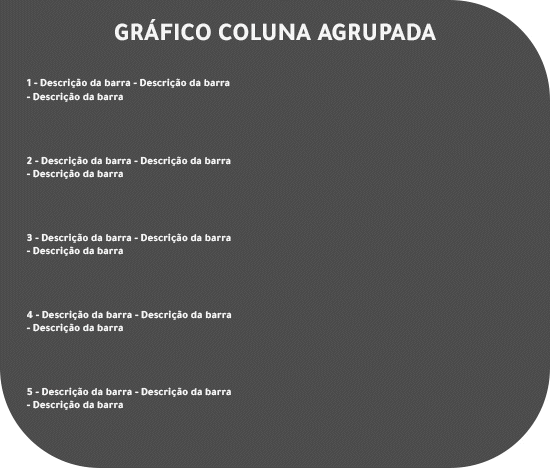 GRÁFICO COLUNA AGRUPADA
1 - Descrição da barra - Descrição da barra
- Descrição da barra
2 - Descrição da barra - Descrição da barra
- Descrição da barra
3 - Descrição da barra - Descrição da barra
- Descrição da barra
4 - Descrição da barra - Descrição da barra
- Descrição da barra
5 - Descrição da barra - Descrição da barra
- Descrição da barra